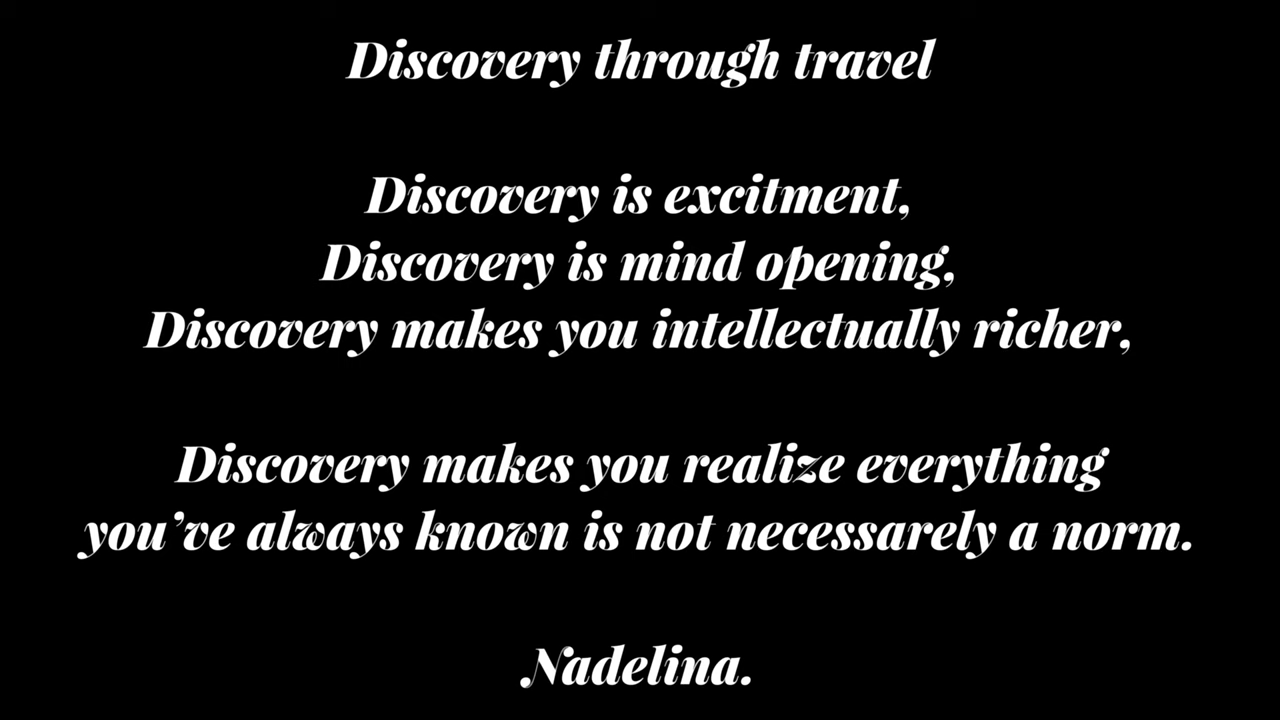 Discovery through travel
Discovery is excitment,
Discovery is mind opening,
Discovery makes you intellectually richer,
Discovery makes you realize everything
you’ve always known is not necessarely a norm.
Nadelina.